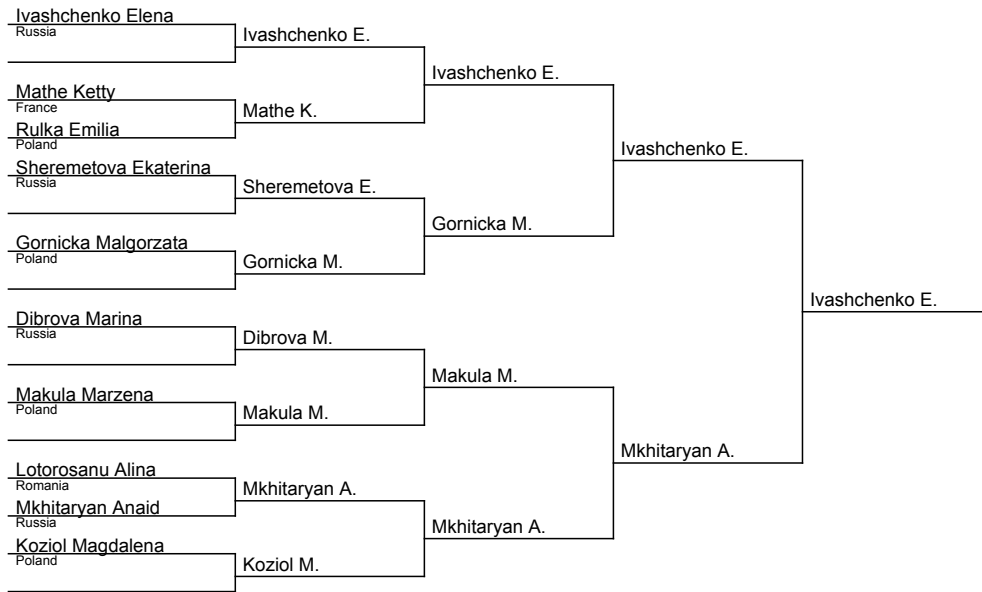 Ivashchenko Elena
Russia
Ivashchenko E.
Ivashchenko E.
Mathe Ketty
France
Mathe K.
Rulka Emilia
Poland
Ivashchenko E.
Sheremetova Ekaterina
Russia
Sheremetova E.
Gornicka M.
Gornicka Malgorzata
Poland
Gornicka M.
Ivashchenko E.
Dibrova Marina
Russia
Dibrova M.
Makula M.
Makula Marzena
Poland
Makula M.
Mkhitaryan A.
Lotorosanu Alina
Romania
Mkhitaryan A.
Mkhitaryan Anaid
Russia
Mkhitaryan A.
Koziol Magdalena
Poland
Koziol M.